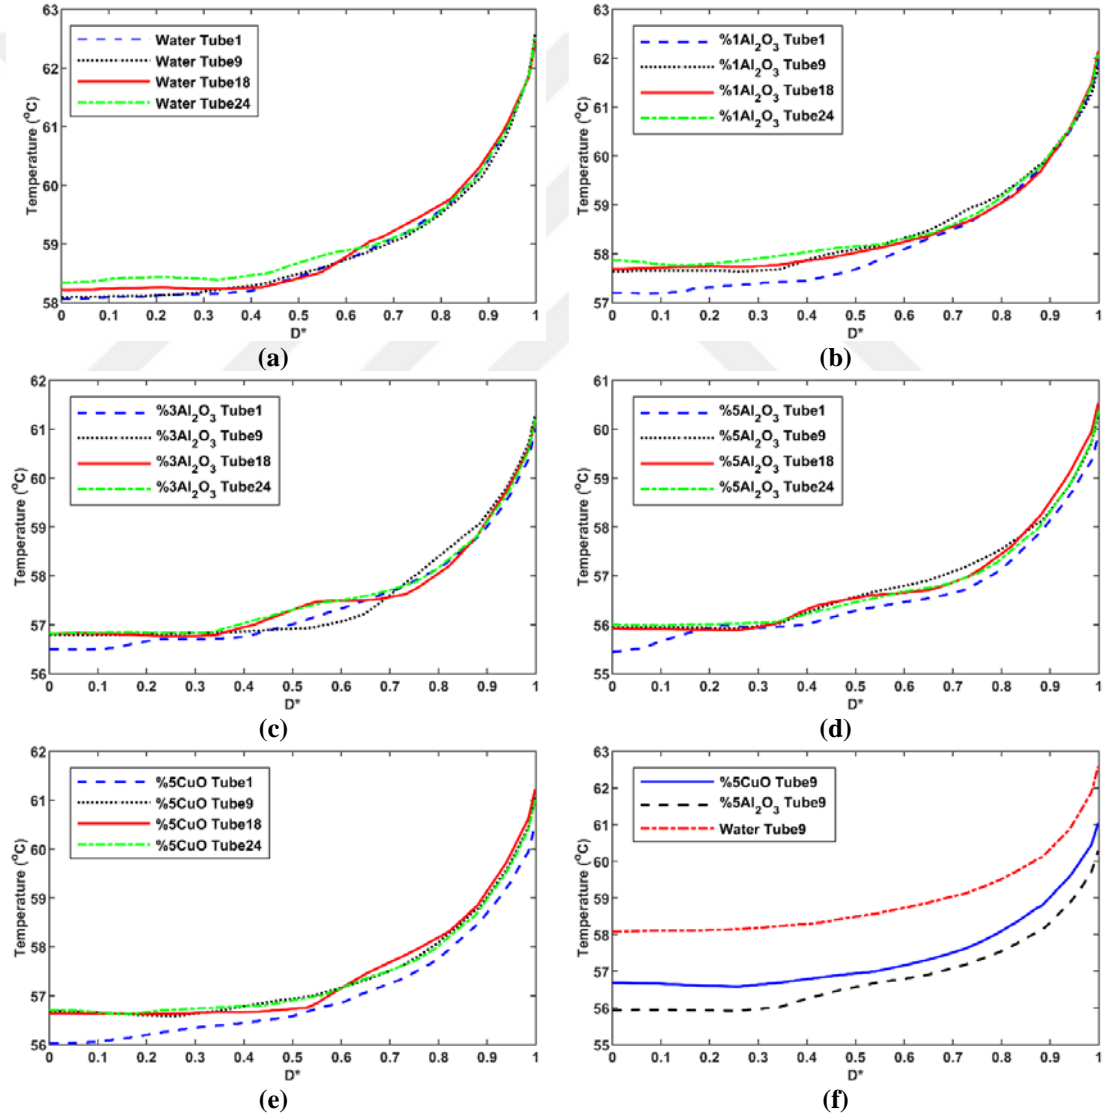 63
62
61
60
59
58
Temperature (°C)
Water Tube1
Water Tube9
Water Tube18
Water Tube24
0 0.1 0.2 0.3 0.4 0.5 0.6 0.7 0.8 0.9 1
D*
(a)
63
62
61
60
59
58
57
Temperature (°C)
%1Al₂O₃ Tube1
%1Al₂O₃ Tube9
%1Al₂O₃ Tube18
%1Al₂O₃ Tube24
0 0.1 0.2 0.3 0.4 0.5 0.6 0.7 0.8 0.9 1
D*
(b)
62
61
60
59
58
57
56
Temperature (°C)
%3Al₂O₃ Tube1
%3Al₂O₃ Tube9
%3Al₂O₃ Tube18
%3Al₂O₃ Tube24
0 0.1 0.2 0.3 0.4 0.5 0.6 0.7 0.8 0.9 1
D*
(c)
61
60
59
58
57
56
55
Temperature (°C)
%5Al₂O₃ Tube1
%5Al₂O₃ Tube9
%5Al₂O₃ Tube18
%5Al₂O₃ Tube24
0 0.1 0.2 0.3 0.4 0.5 0.6 0.7 0.8 0.9 1
D*
(d)
62
61
60
59
58
57
56
Temperature (°C)
%5CuO Tube1
%5CuO Tube9
%5CuO Tube18
%5CuO Tube24
0 0.1 0.2 0.3 0.4 0.5 0.6 0.7 0.8 0.9 1
D*
(e)
63
62
61
60
59
58
57
56
55
Temperature (°C)
%5CuO Tube9
%5Al₂O₃ Tube9
Water Tube9
0 0.1 0.2 0.3 0.4 0.5 0.6 0.7 0.8 0.9 1
D*
(f)